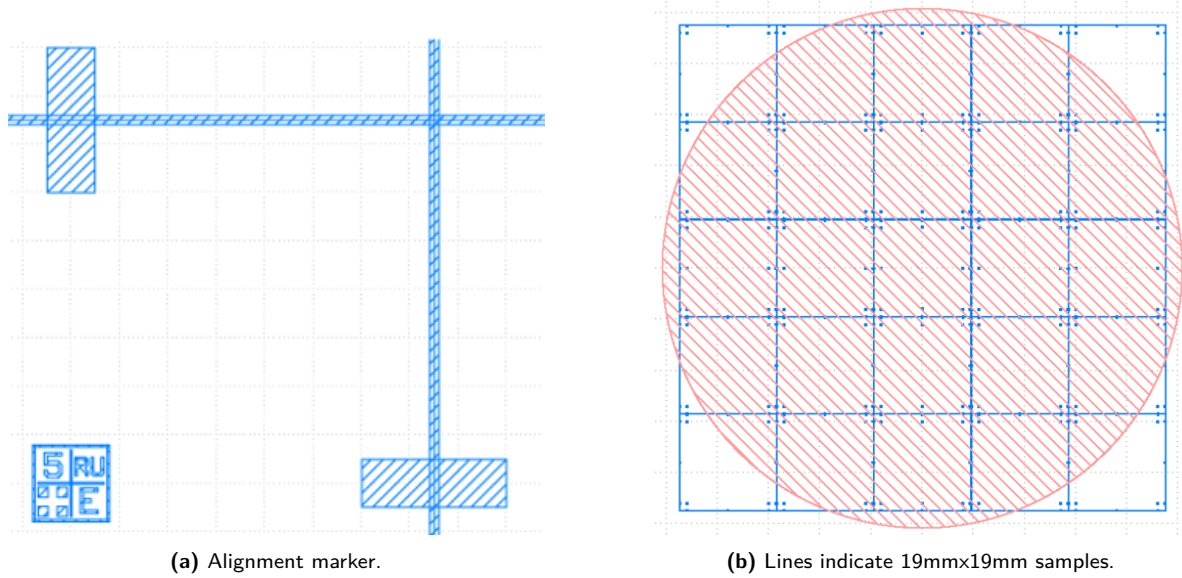 5 RU
E
(a) Alignment marker.
(b) Lines indicate 19mmx19mm samples.